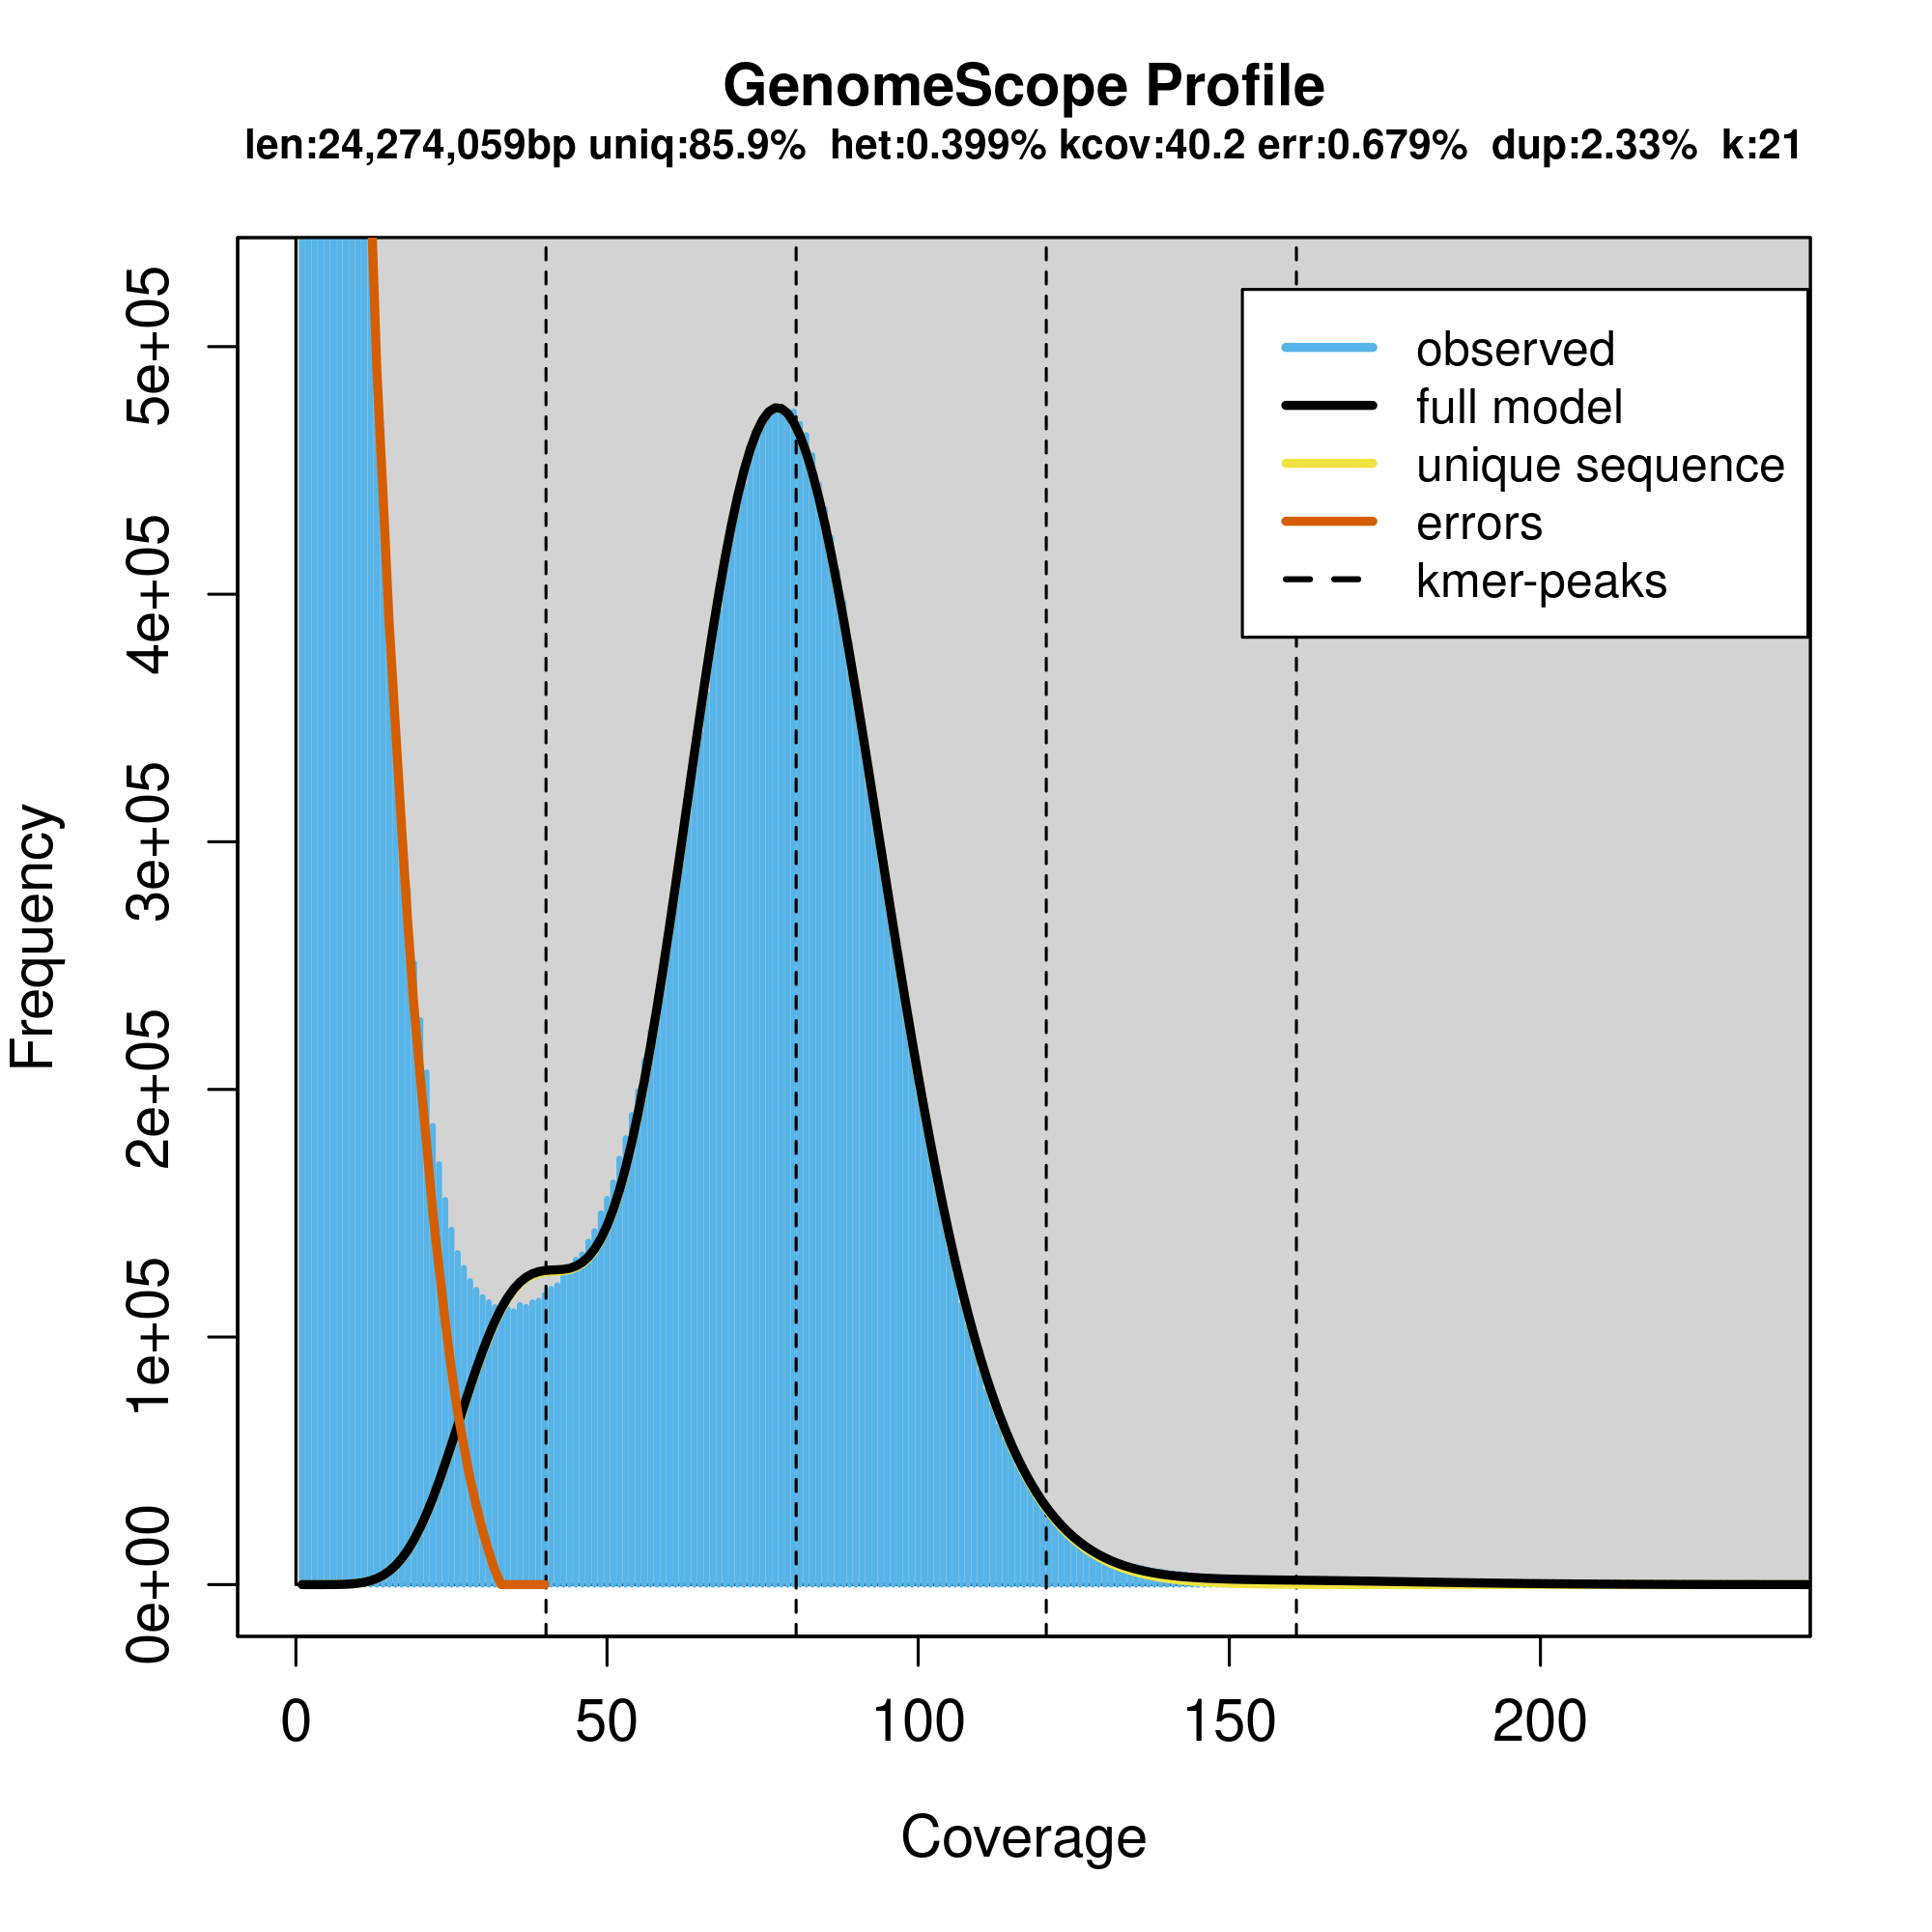 GenomeScope Profile
len:24,274,059bp uniq:85.9% het:0.399% kcov:40.2 err:0.679% dup:2.33% k:21
observed
full model
unique sequence
errors
kmer-peaks
5e+05
4e+05
3e+05
2e+05
1e+05
0e+00
Frequency
0 50 100 150 200
Coverage